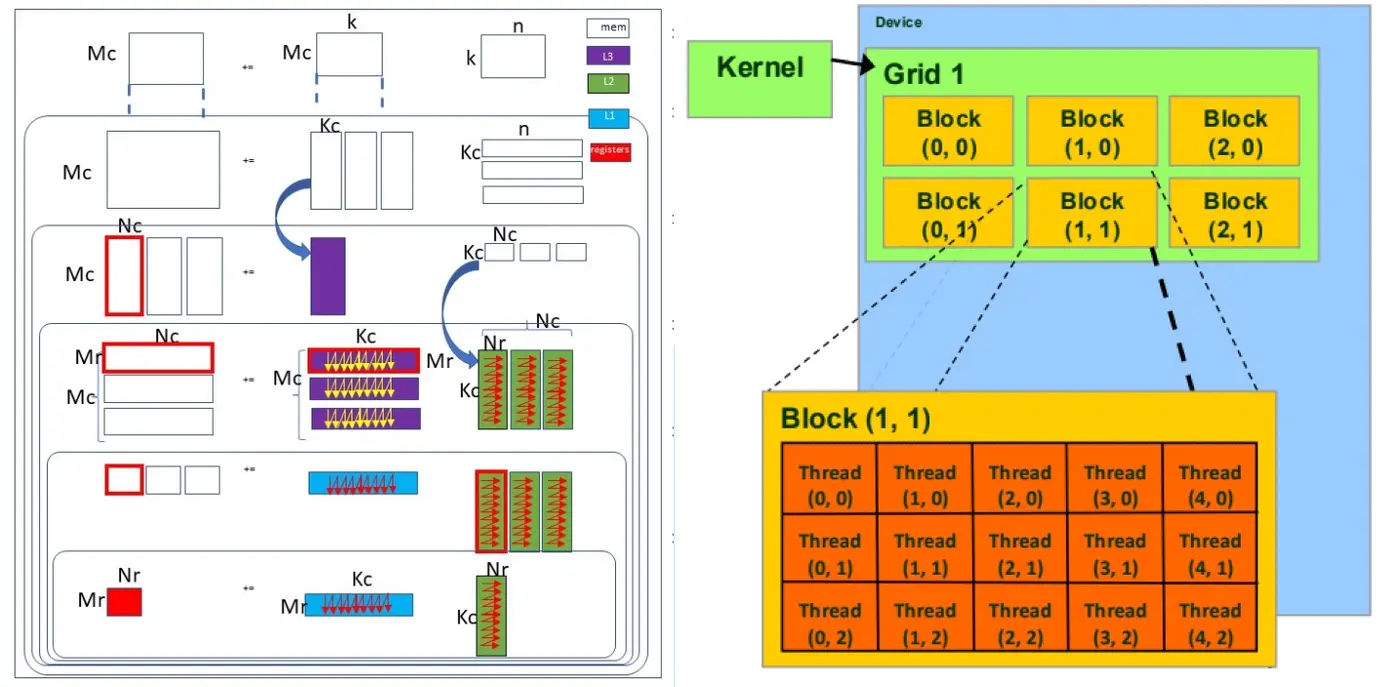 k
n
Mc
+=
Mc
k
mem
L3
L2
L1
registers
Kc
n
Mc
+=
Kc
Nc
Mc
+=
Nc
Kc
Nc
Kc
Nc
Mr
+=
Mr
Nr
Mc
Mc
Kc
+=
Nr
Kc
Nr
Mr
+=
Mr
Kc
Device
Kernel
Grid 1
Block
(0, 0)
Block
(1, 0)
Block
(2, 0)
Block
(0, 1)
Block
(1, 1)
Block
(2, 1)
Block (1, 1)
Thread
(0, 0)
Thread
(1, 0)
Thread
(2, 0)
Thread
(3, 0)
Thread
(4, 0)
Thread
(0, 1)
Thread
(1, 1)
Thread
(2, 1)
Thread
(3, 1)
Thread
(4, 1)
Thread
(0, 2)
Thread
(1, 2)
Thread
(2, 2)
Thread
(3, 2)
Thread
(4, 2)